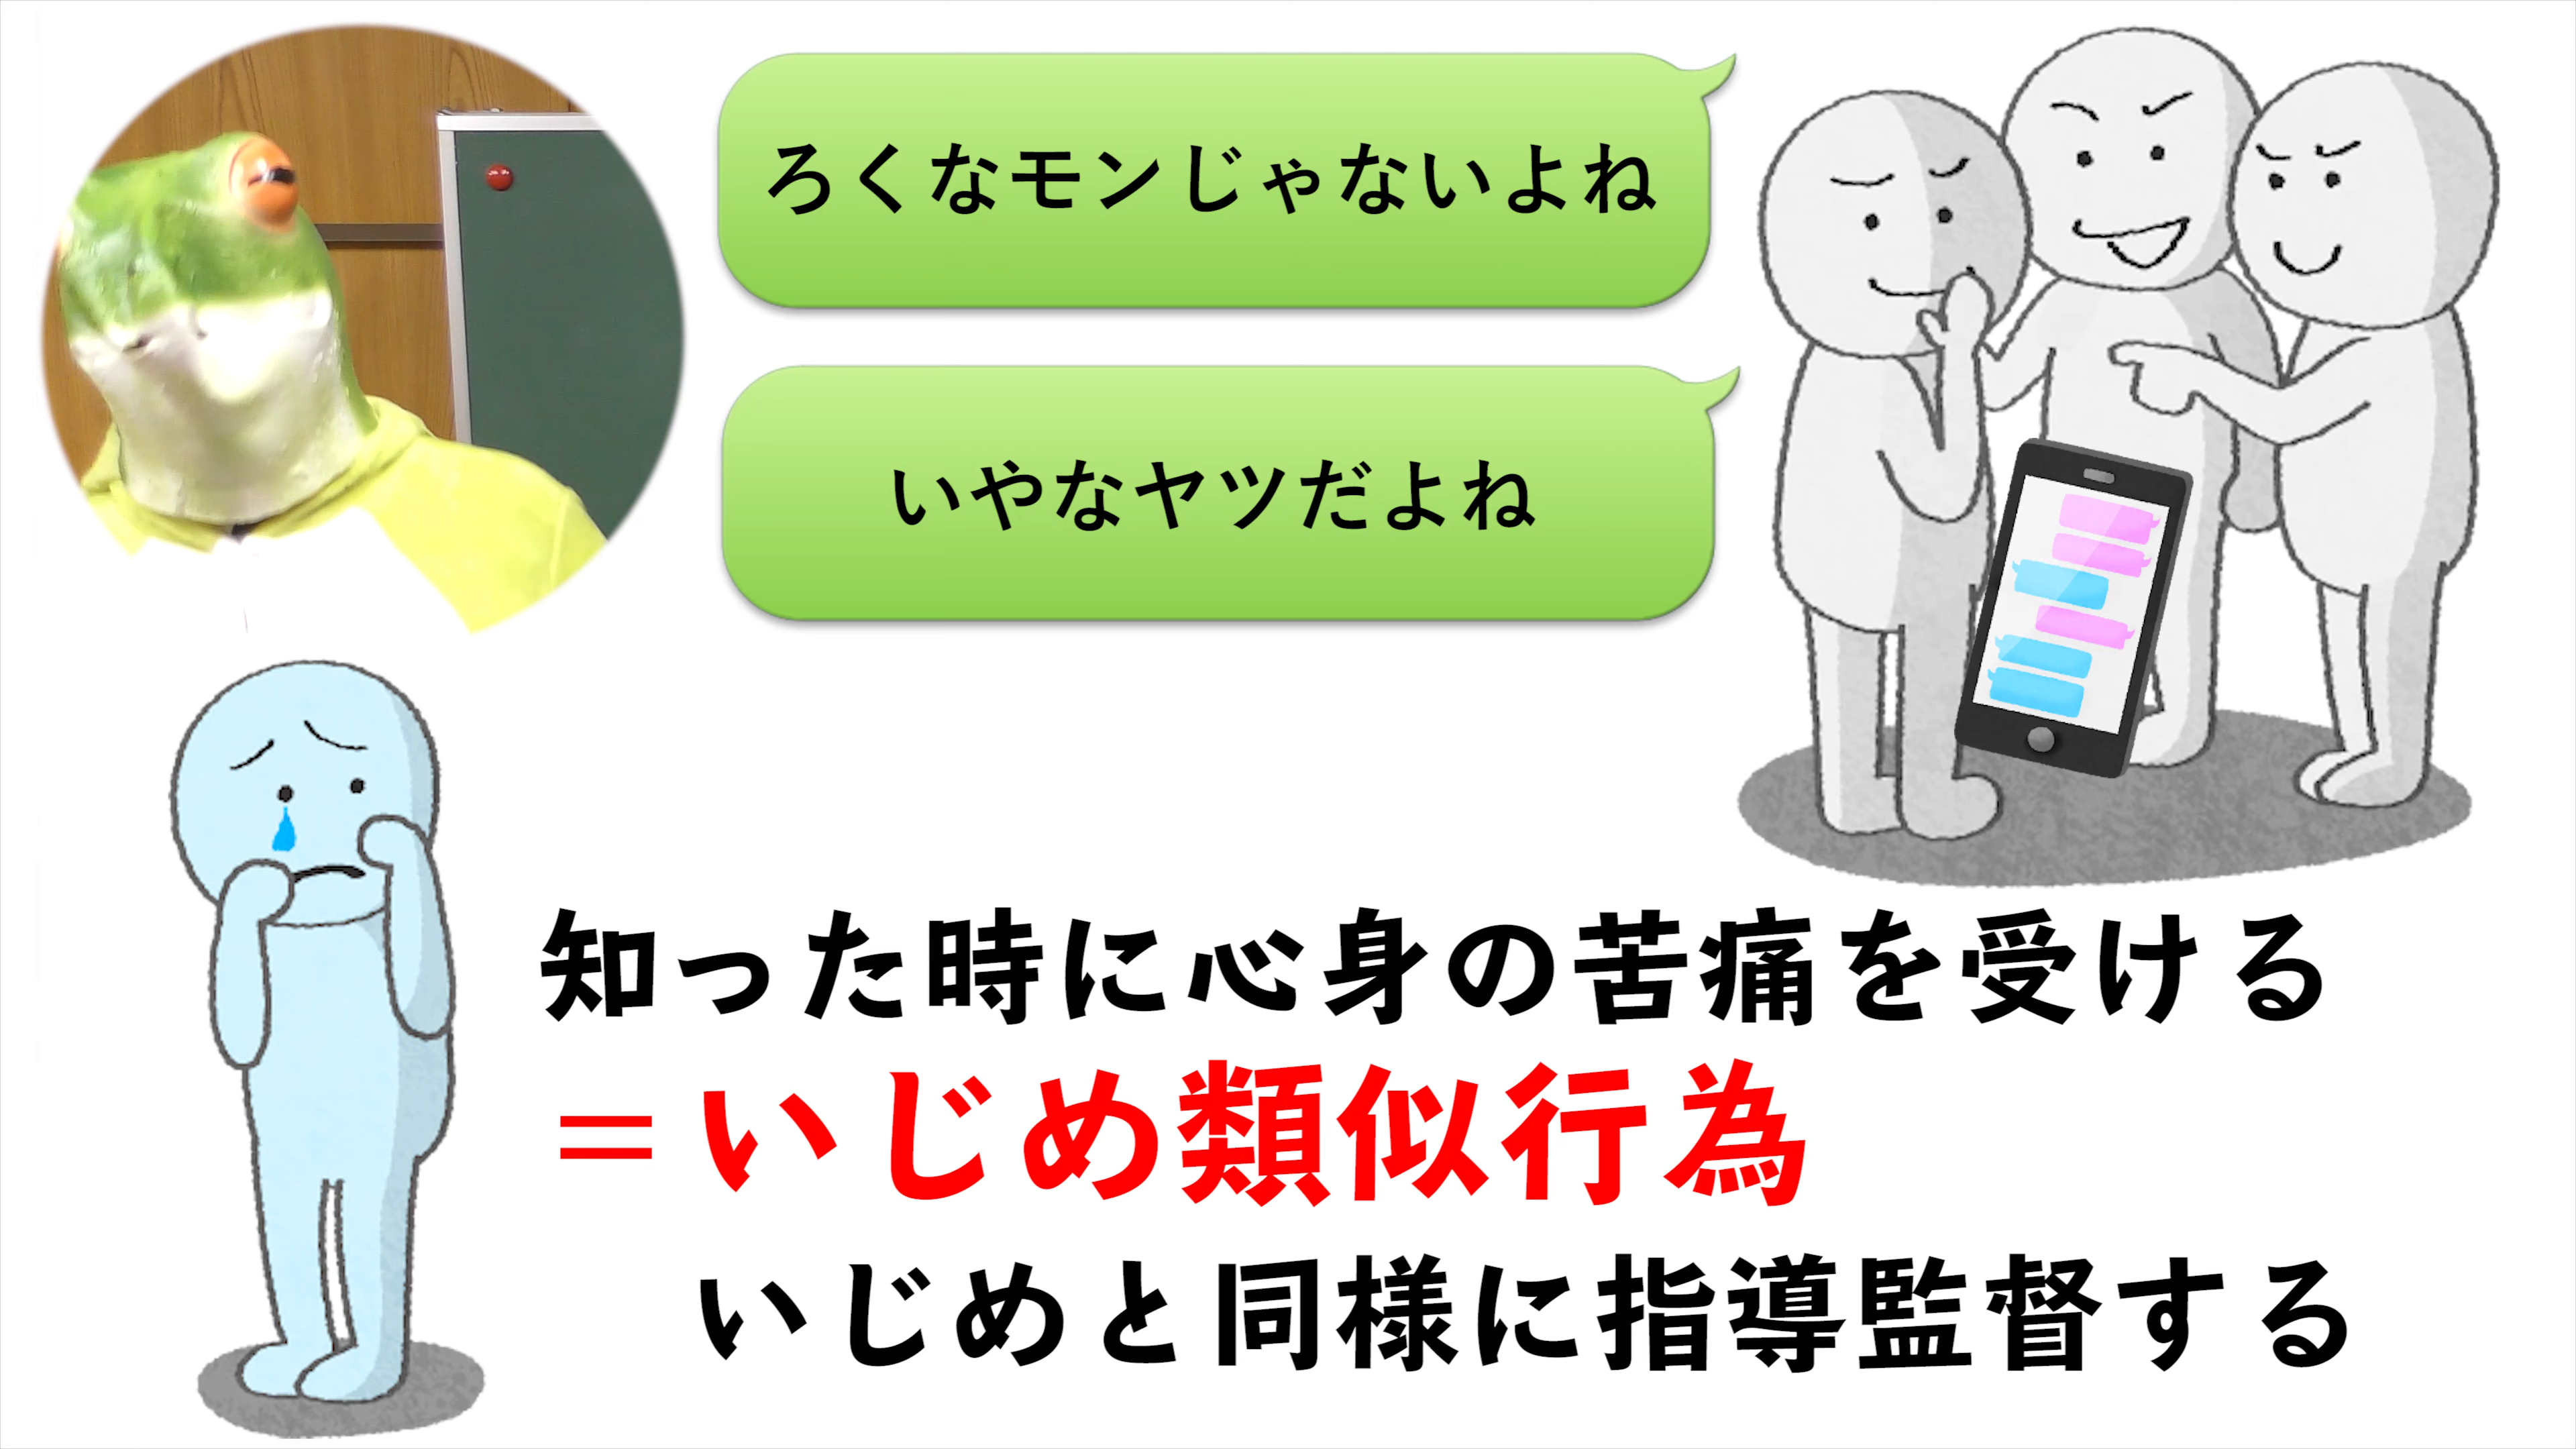 ろくなモンじゃないよね
いやなヤツだよね
知った時に心身の苦痛を受ける
＝いじめ類似行為
いじめと同様に指導監督する